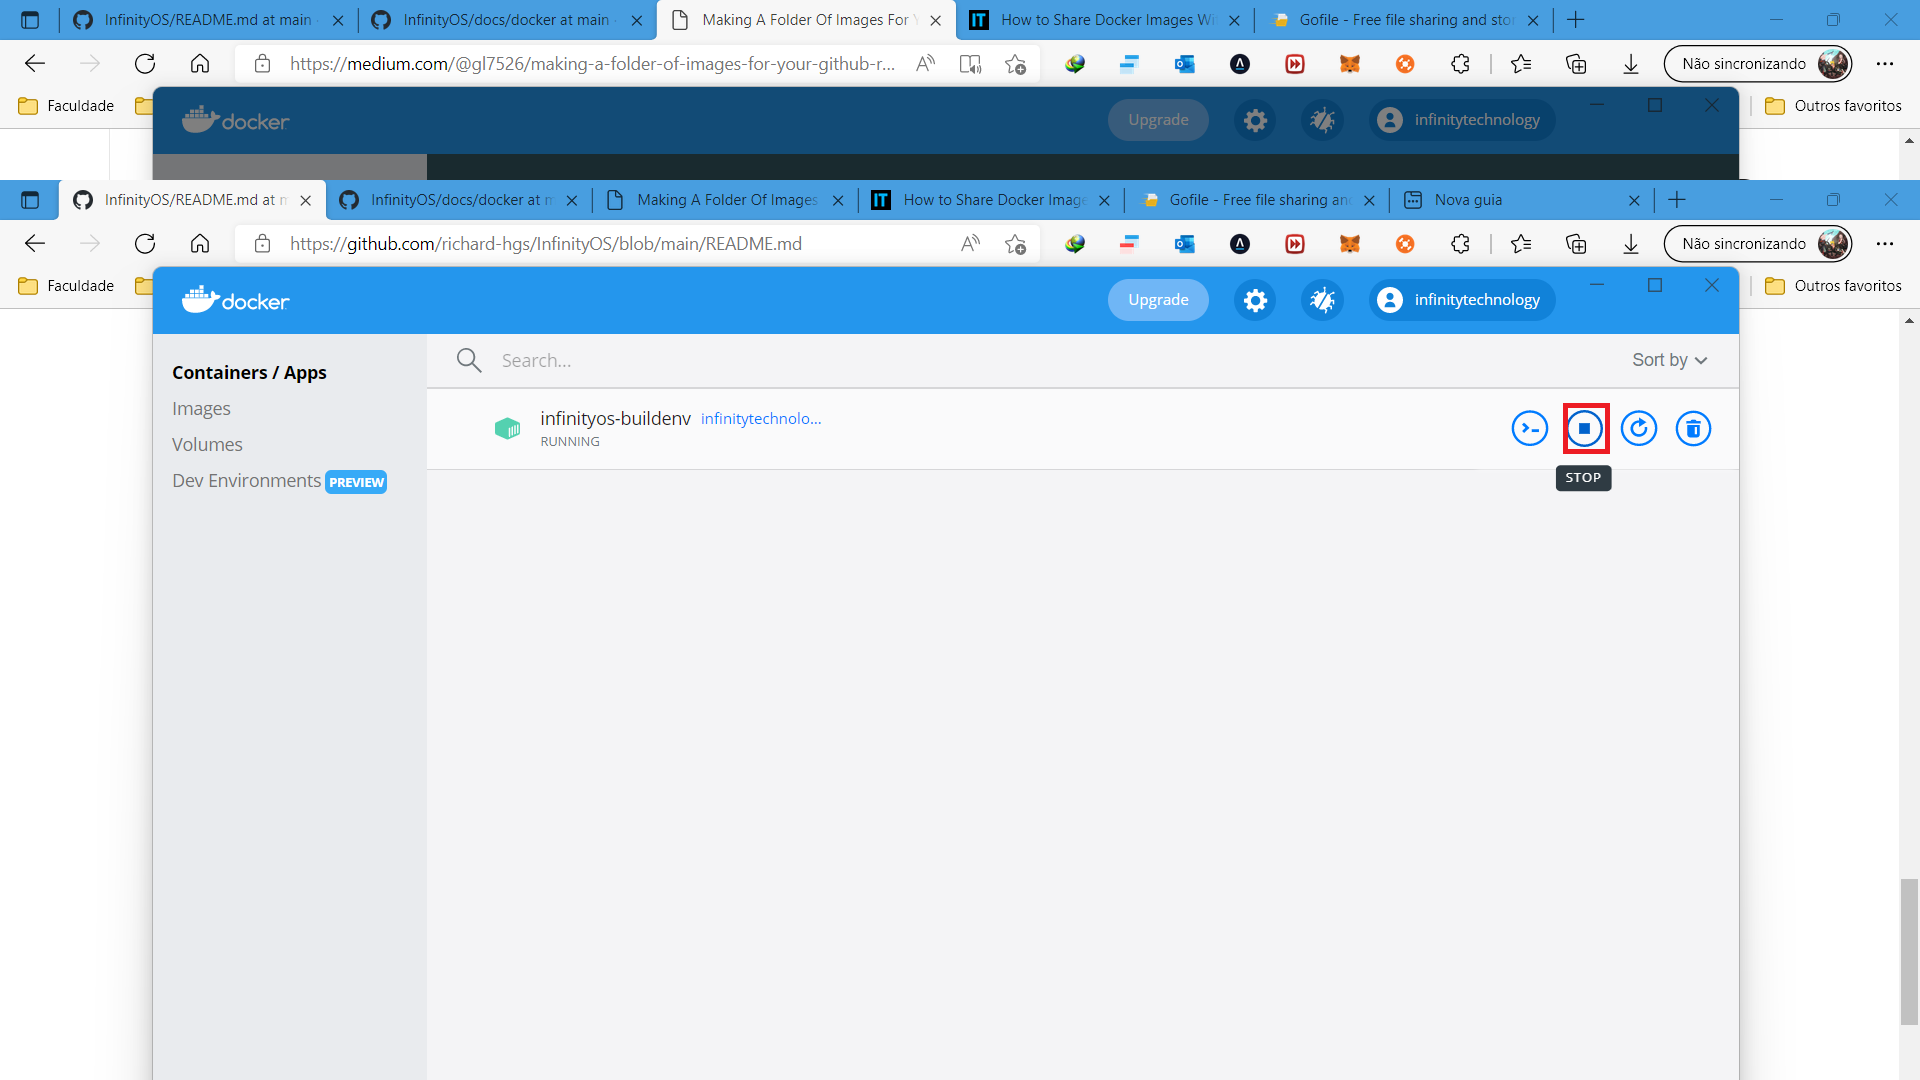 InfinityOS/README.md at main
InfinityOS/docs/docker at main
Making A Folder Of Images For Y
How to Share Docker Images Wi
Gofile - Free file sharing and sto
https://medium.com/@gl7526/making-a-folder-of-images-for-your-github-r...
Não sincronizando
Faculdade
Outros favoritos
docker
Upgrade
infinitytechnology
InfinityOS/README.md at m
InfinityOS/docs/docker at m
Making A Folder Of Images
How to Share Docker Image
Gofile - Free file sharing an
Nova guia
https://github.com/richard-hgs/InfinityOS/blob/main/README.md
Não sincronizando
Faculdade
Outros favoritos
docker
Upgrade
infinitytechnology
Containers / Apps
Images
Volumes
Dev Environments PREVIEW
Search...
Sort by
infinityos-buildenv infinitytechnolo...
RUNNING
STOP